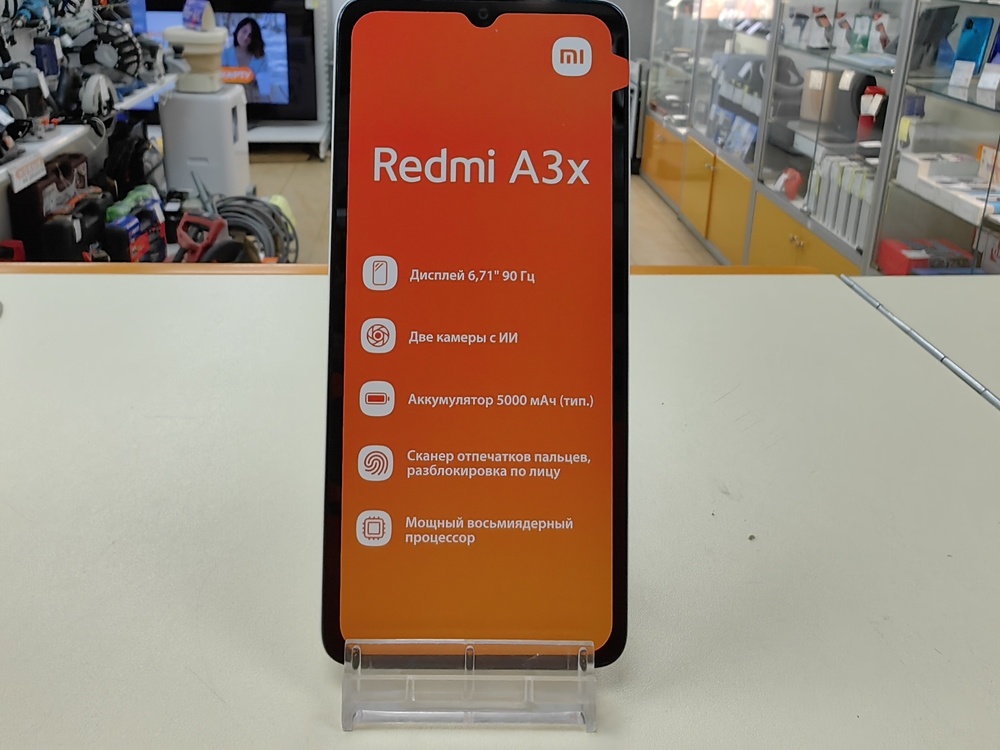 mi
Redmi A3x
Дисплей 6,71" 90 Гц
Две камеры с ИИ
Аккумулятор 5000 мАч (тип.)
Сканер отпечатков пальцев,
разблокировка по лицу
Мощный восьмиядерный
процессор